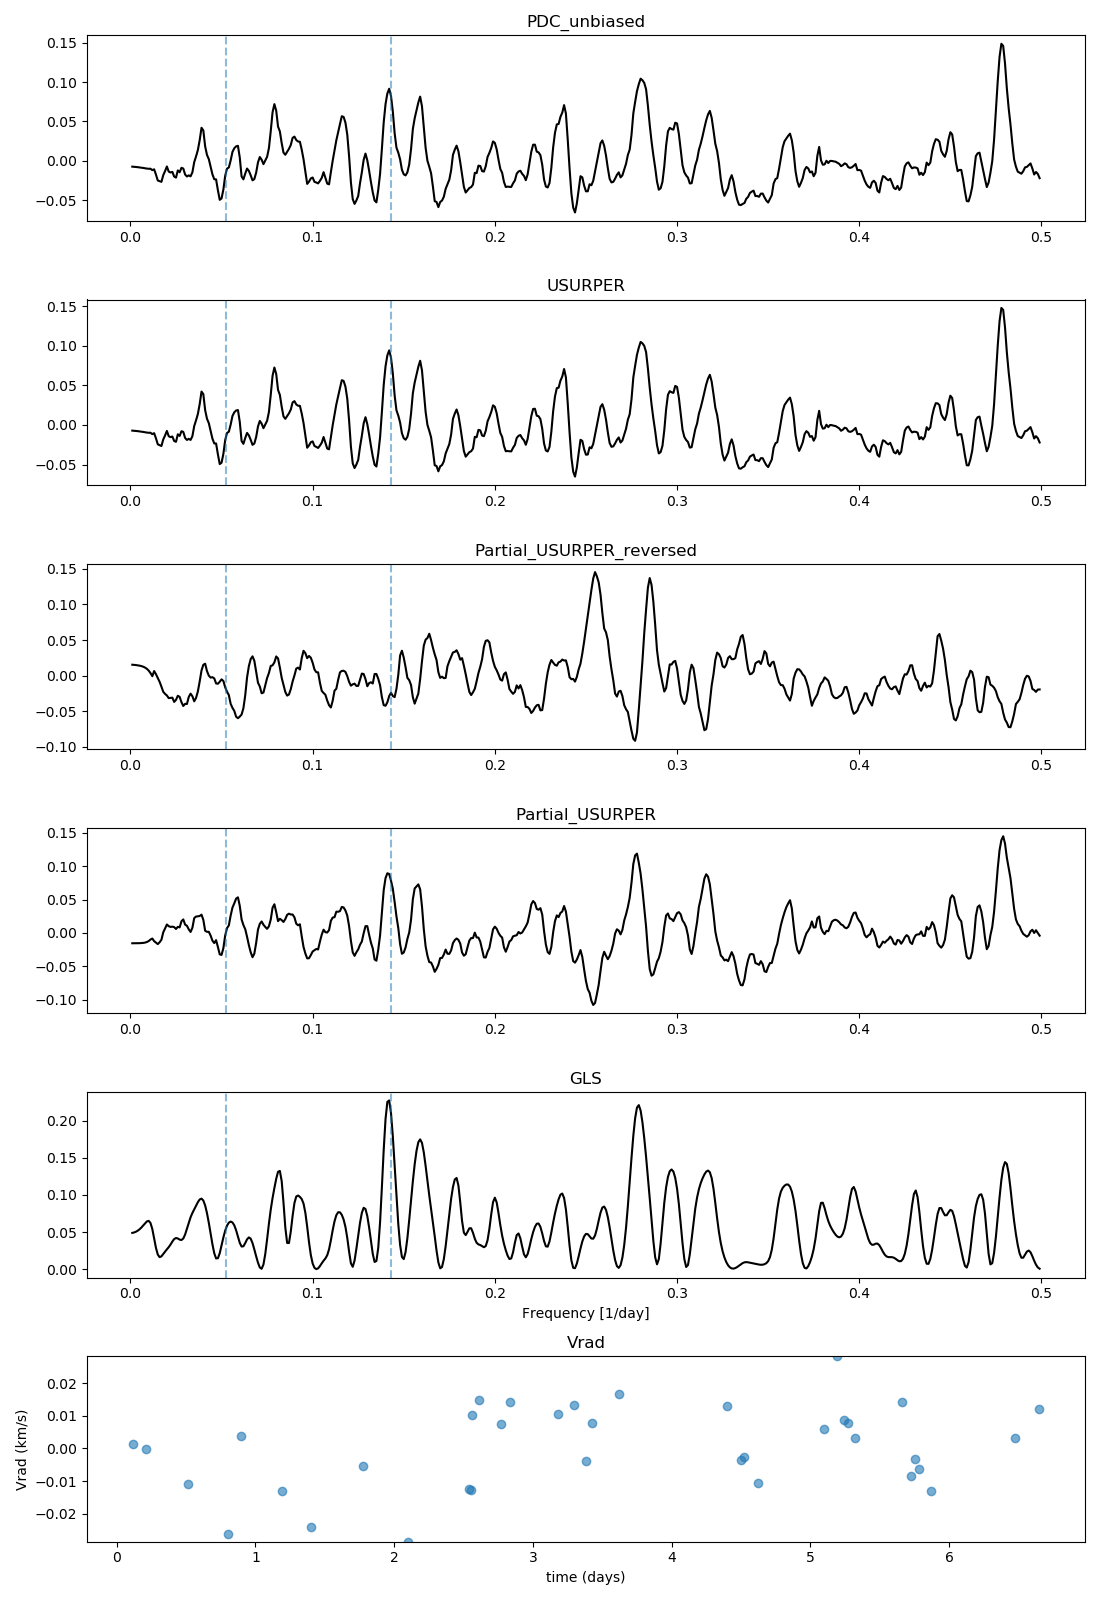 PDC_unbiased
0.15
0.10
0.05
0.00
−0.05
0.0 0.1 0.2 0.3 0.4 0.5
USURPER
0.15
0.10
0.05
0.00
−0.05
0.0 0.1 0.2 0.3 0.4 0.5
Partial_USURPER_reversed
0.15
0.10
0.05
0.00
−0.05
−0.10
0.0 0.1 0.2 0.3 0.4 0.5
Partial_USURPER
0.15
0.10
0.05
0.00
−0.05
−0.10
0.0 0.1 0.2 0.3 0.4 0.5
GLS
0.20
0.15
0.10
0.05
0.00
0.0 0.1 0.2 0.3 0.4 0.5
Frequency [1/day]
Vrad
Vrad (km/s)
0.02
0.01
0.00
−0.01
−0.02
0 1 2 3 4 5 6
time (days)